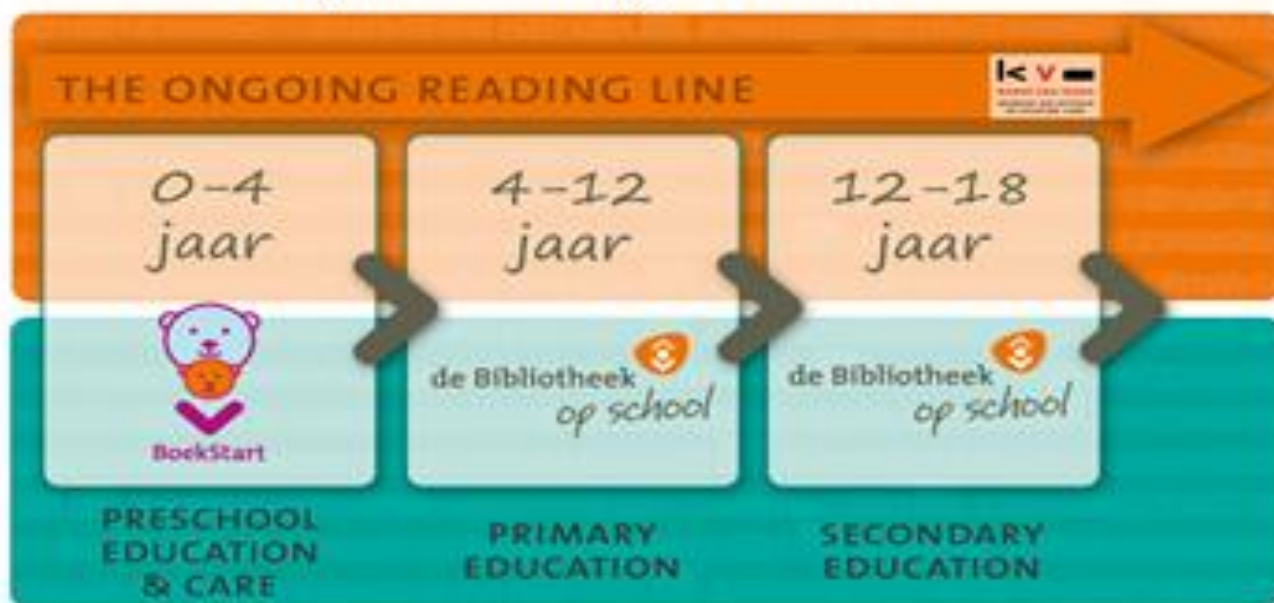 THE ONGOING READING LINE
0-4
jaar
4-12
jaar
12-18
jaar
BoekStart
de Bibliotheek
op school
de Bibliotheek
op school
PRESCHOOL
EDUCATION
& CARE
PRIMARY
EDUCATION
SECONDARY
EDUCATION